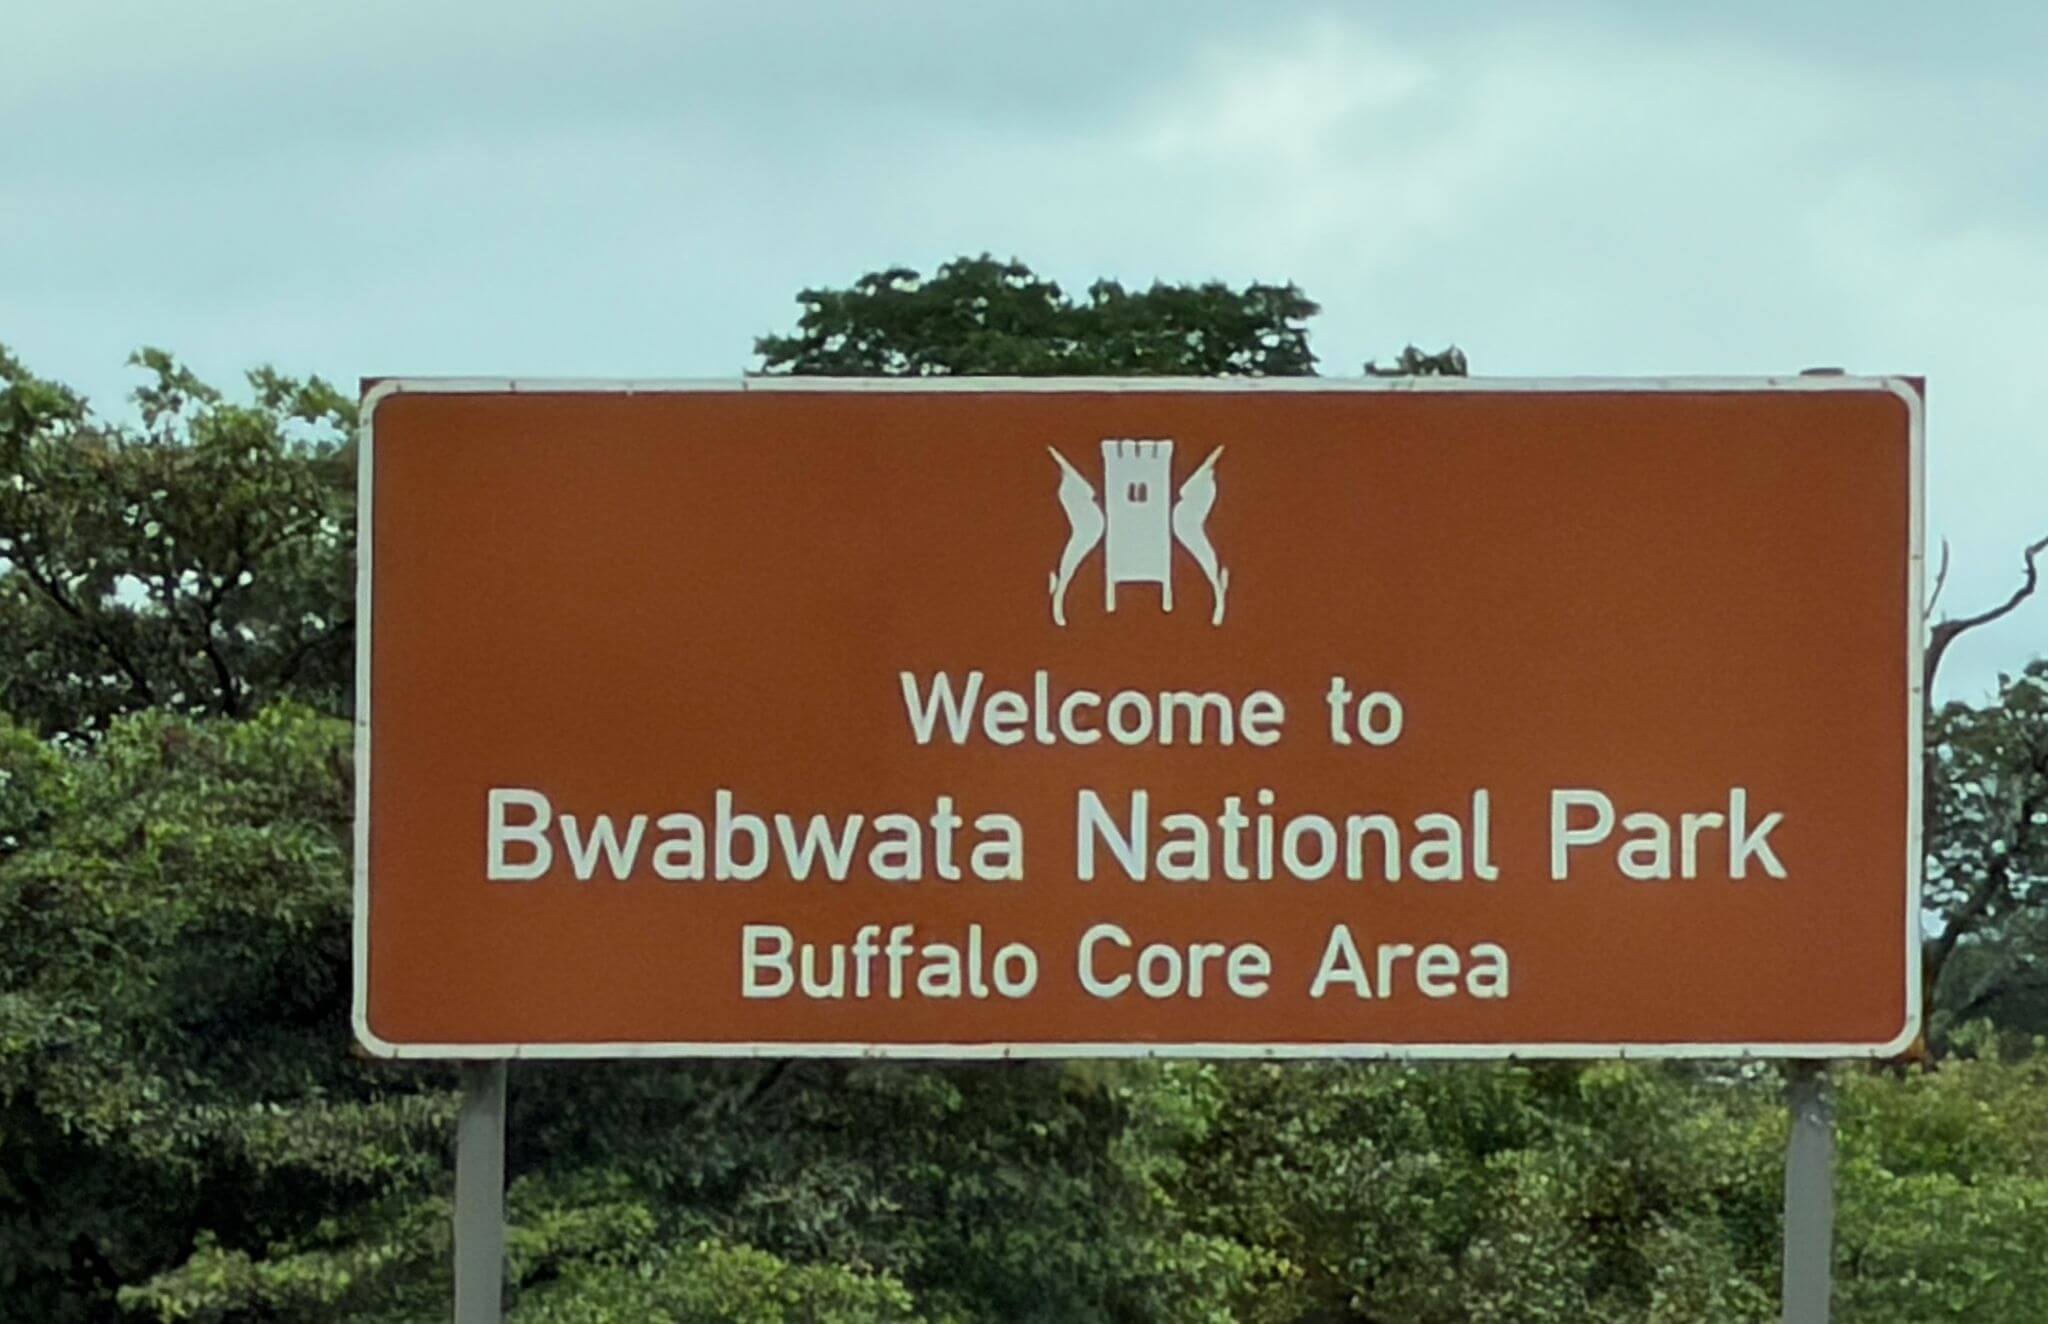 Welcome to
Bwabwata National Park
Buffalo Core Area